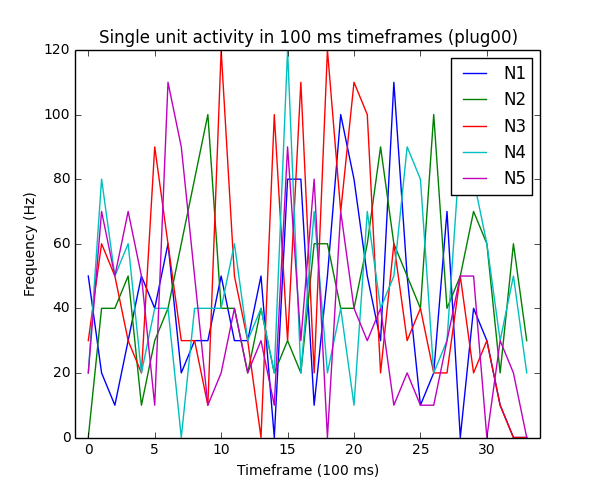 Single unit activity in 100 ms timeframes (plug00)
120
100
80
60
40
20
0
Frequency (Hz)
N1
N2
N3
N4
N5
0 5 10 15 20 25 30
Timeframe (100 ms)